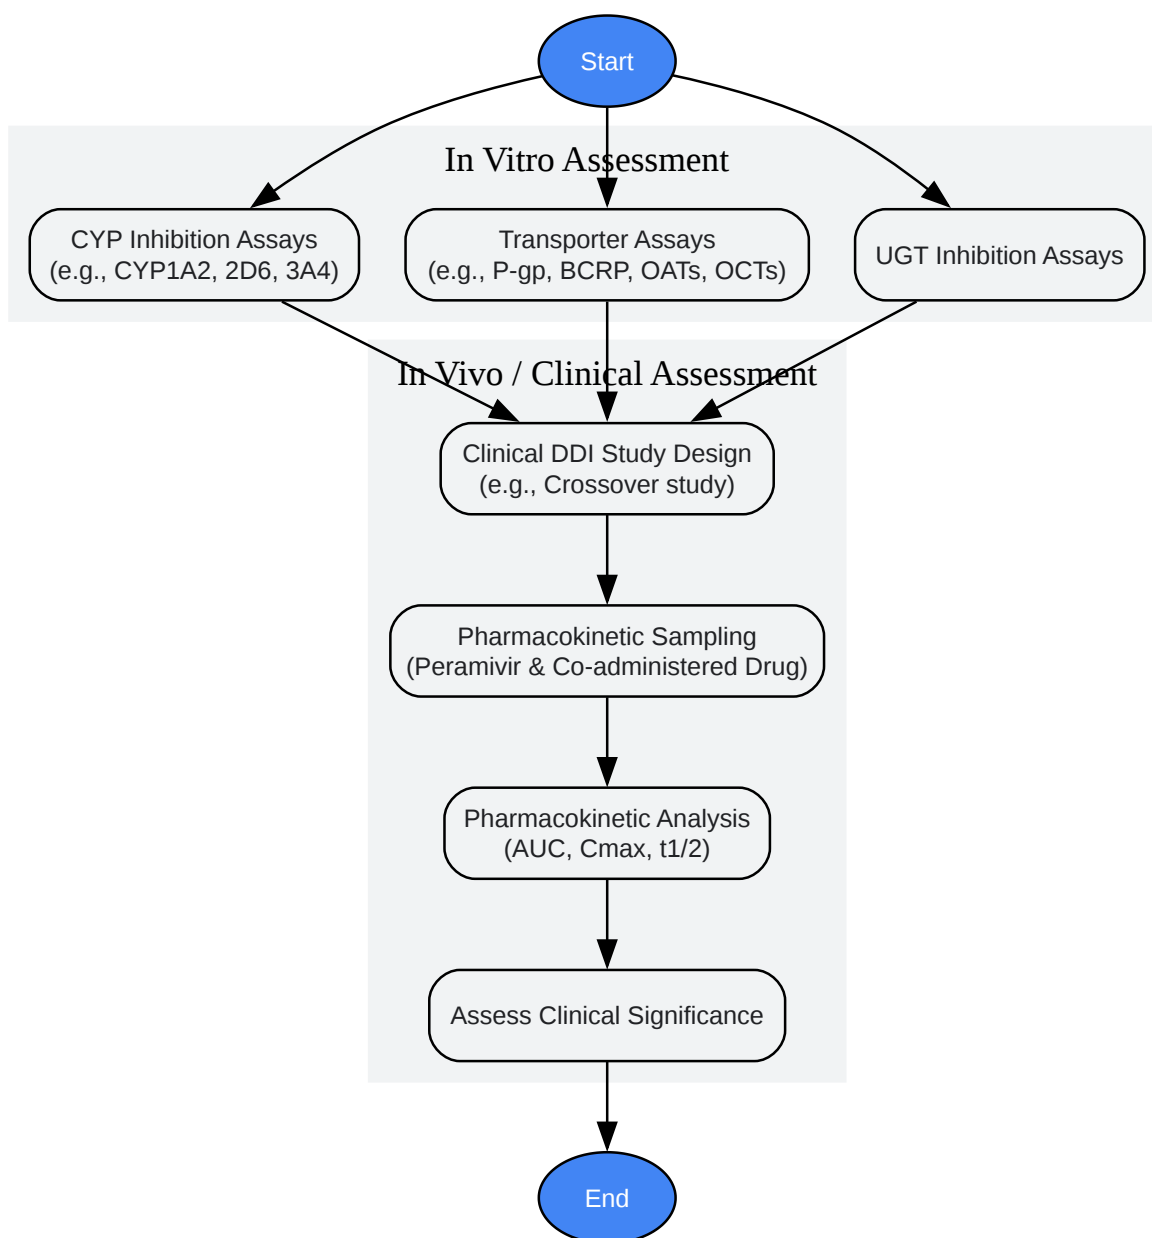 Start
In Vitro Assessment
CYP Inhibition Assays
(e.g., CYP1A2, 2D6, 3A4)
Transporter Assays
(e.g., P-gp, BCRP, OATs, OCTs)
UGT Inhibition Assays
In Vivo / Clinical Assessment
Clinical DDI Study Design
(e.g., Crossover study)
Pharmacokinetic Sampling
(Peramivir & Co-administered Drug)
Pharmacokinetic Analysis
(AUC, Cmax, t1/2)
Assess Clinical Significance
End